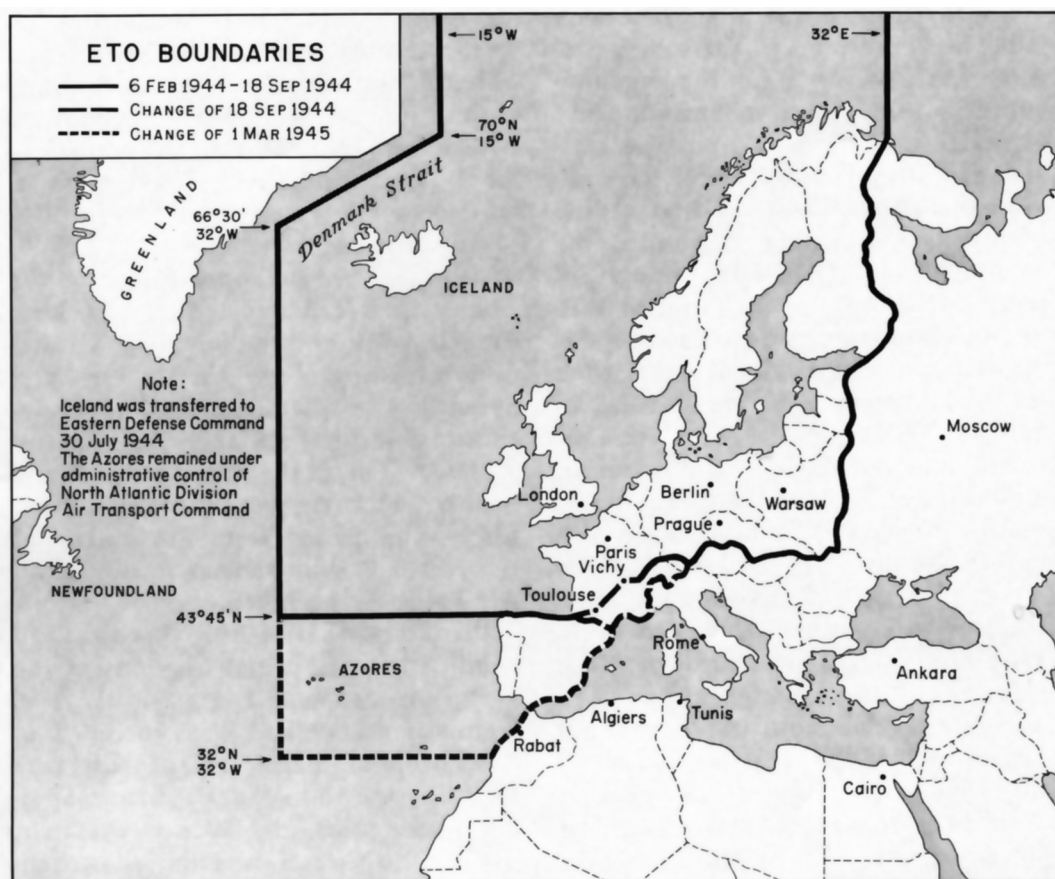 ETO BOUNDARIES
6 FEB 1944-18 SEP 1944
CHANGE OF 18 SEP 1944
CHANGE OF 1 MAR 1945
15°W
32°E
70°N
15°W
Denmark Strait
66°30'
32°W
GREENLAND
ICELAND
Note:
Iceland was transferred to
Eastern Defense Command
30 July 1944
The Azores remained under
administrative control of
North Atlantic Division
Air Transport Command
Moscow
London
Berlin
Warsaw
Prague
Paris
Vichy
NEWFOUNDLAND
Toulouse
43°45'N
Rome
AZORES
Ankara
Algiers
Tunis
Rabat
32°N
32°W
Cairo